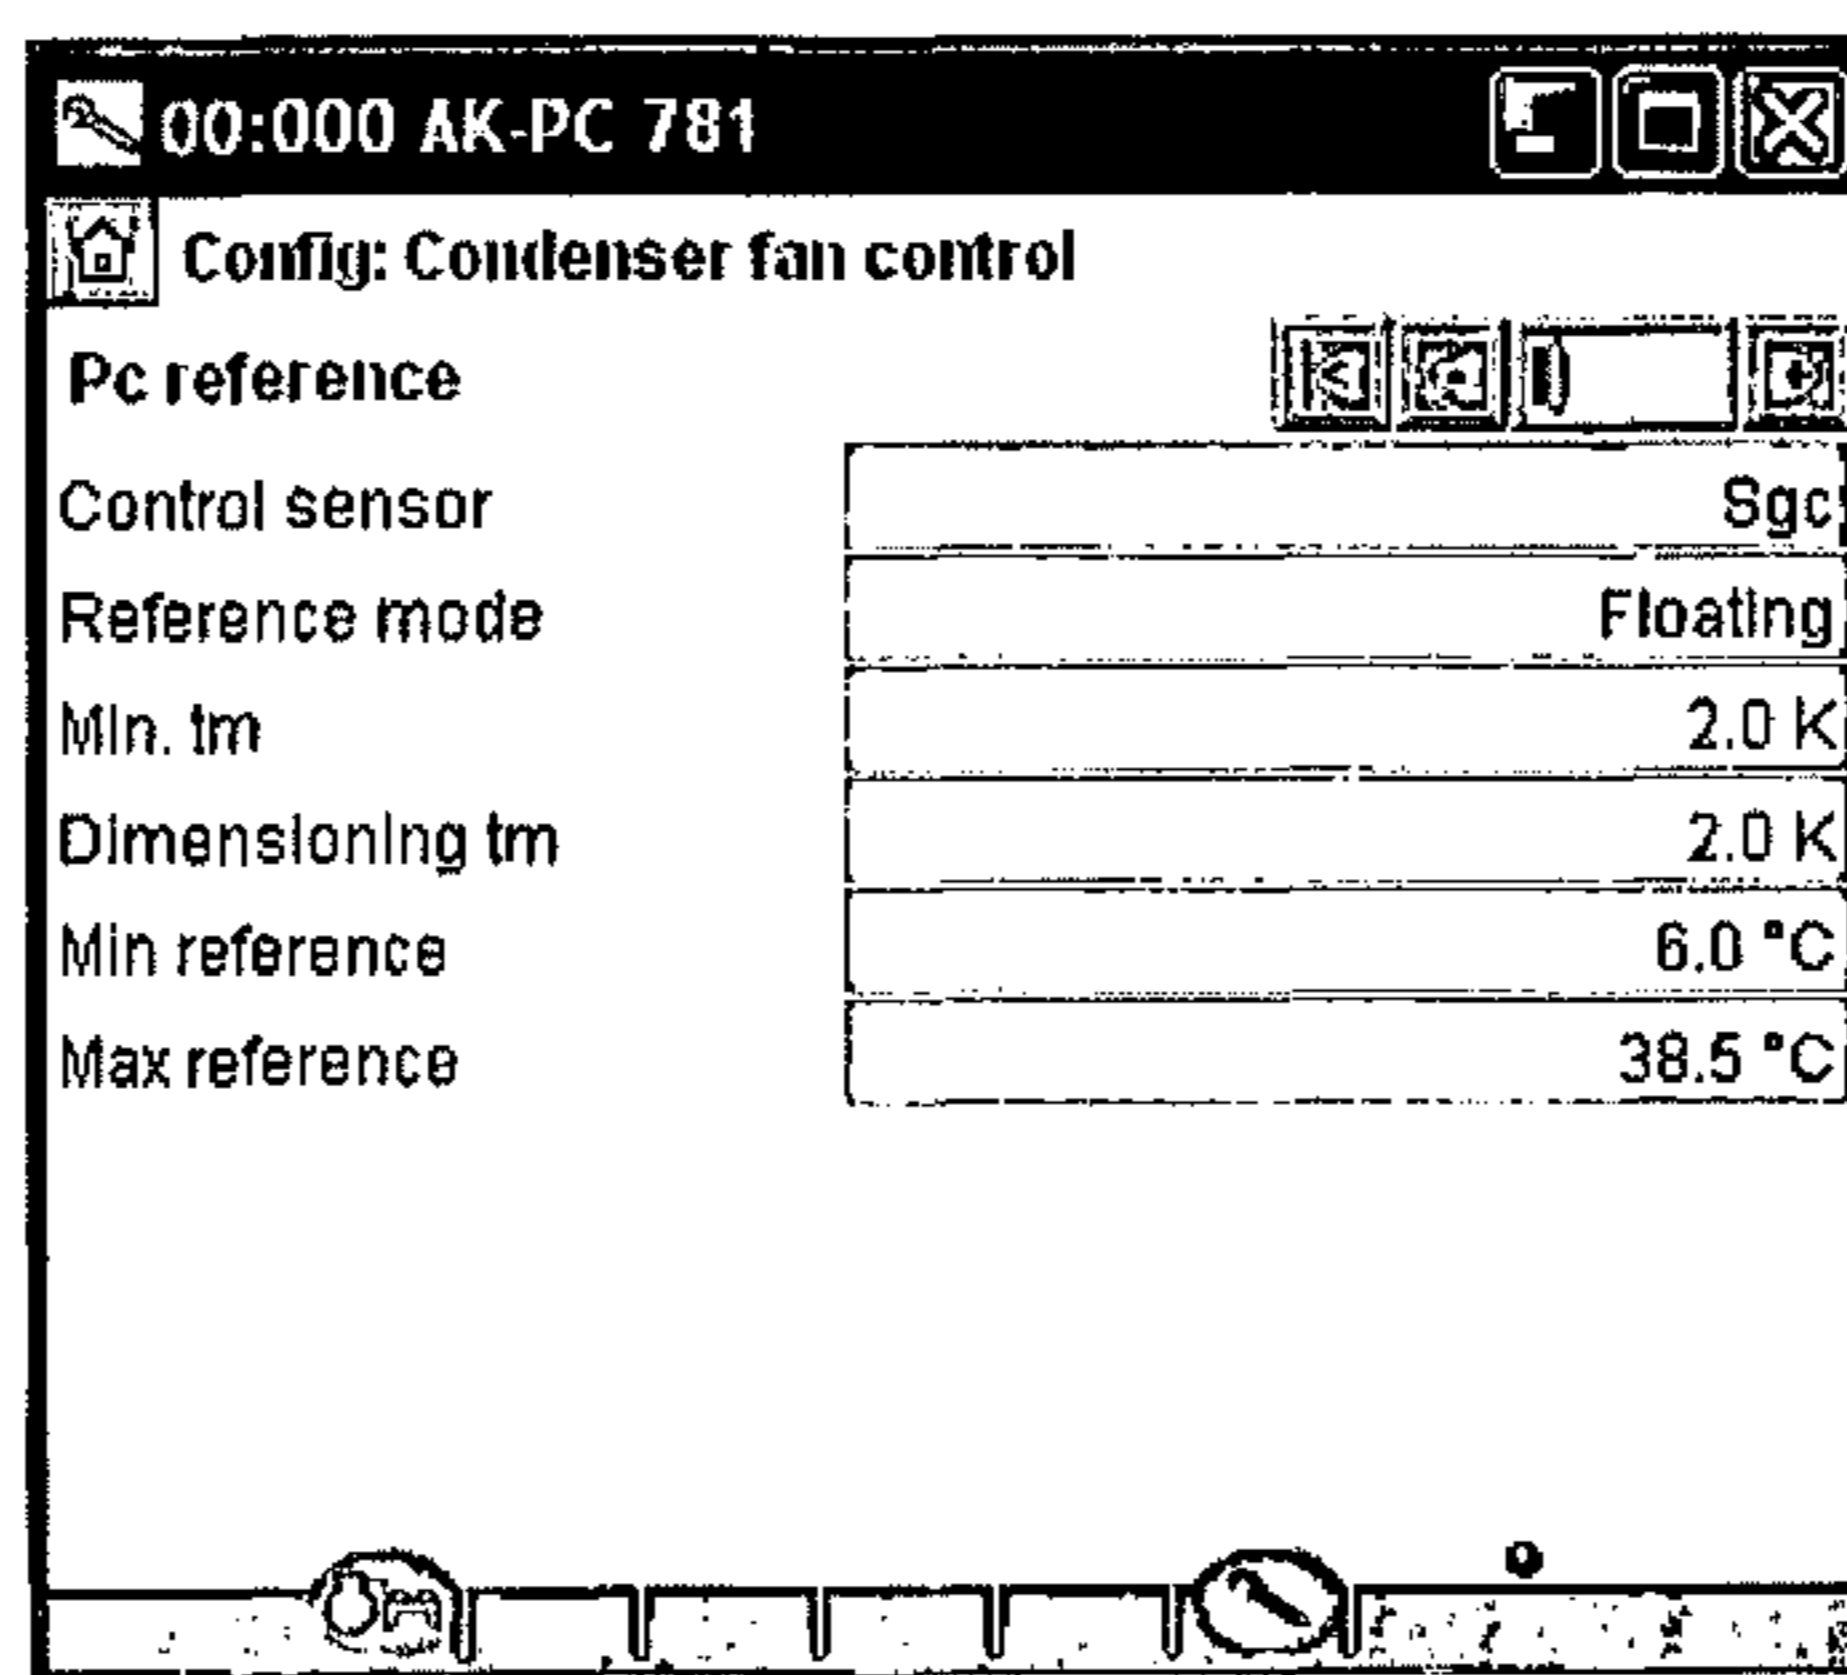 00:000 AK-PC 781
Config: Condenser fan control
Pc reference
Control sensor Sgc
Reference mode Floating
Min. tm 2.0 K
Dimensioning tm 2.0 K
Min reference 6.0 °C
Max reference 38.5 °C